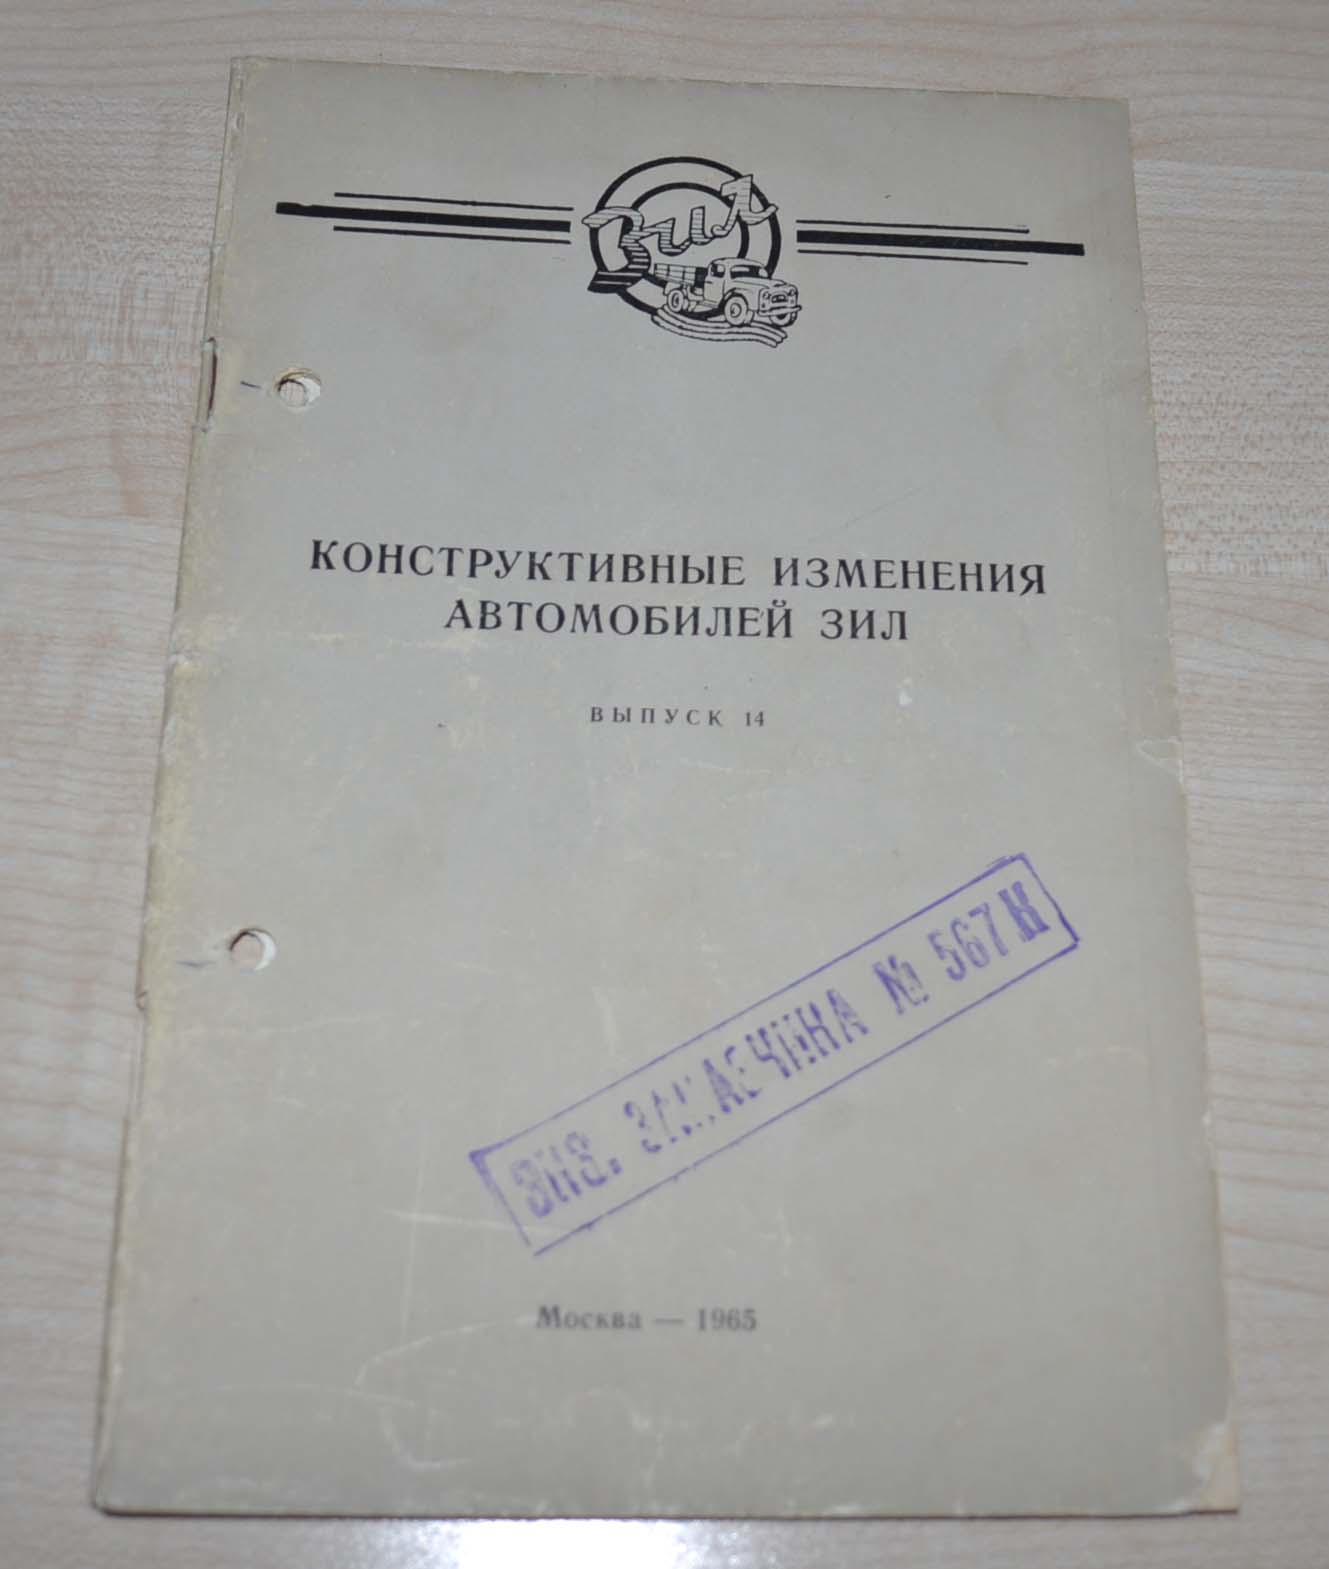 Зил
КОНСТРУКТИВНЫЕ ИЗМЕНЕНИЯ
АВТОМОБИЛЕЙ ЗИЛ
ВЫПУСК 14
№ 567
Москва — 1965